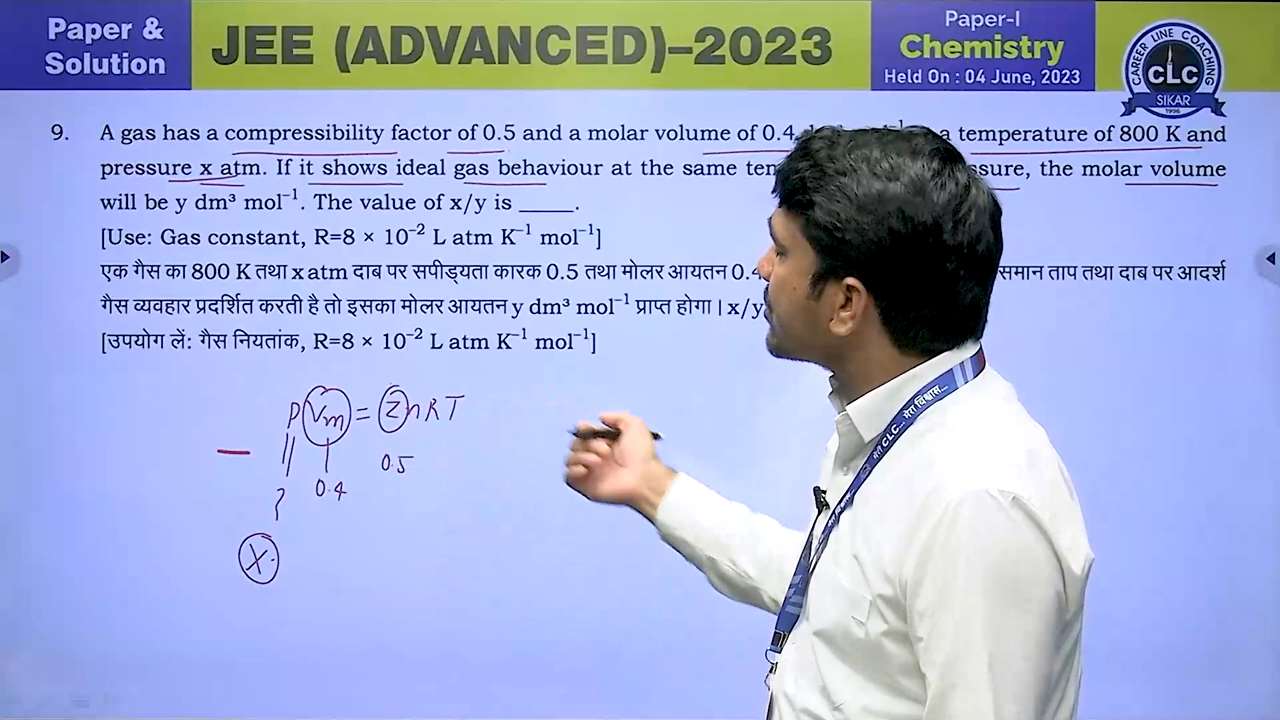 Paper &
Solution
JEE (ADVANCED)–2023
Paper-I
Chemistry
Held On : 04 June, 2023
CAREER LINE COACHING
CLC
SIKAR
1996
9. A gas has a compressibility factor of 0.5 and a molar volume of 0.4 a temperature of 800 K and
pressure x atm. If it shows ideal gas behaviour at the same the molar volume
will be y dm³ mol⁻¹. The value of x/y is _____.
[Use: Gas constant, R=8 × 10⁻² L atm K⁻¹ mol⁻¹]
एक गैस का 800 K तथा x atm दाब पर सपीड्यता कारक 0.5 तथा मोलर आयतन 0.4 समान ताप तथा दाब पर आदर्श
गैस व्यवहार प्रदर्शित करती है तो इसका मोलर आयतन y dm³ mol⁻¹ प्राप्त होगा | x/y
[उपयोग लें: गैस नियतांक, R=8 × 10⁻² L atm K⁻¹ mol⁻¹]
PVm = ZnRT
0.5
0.4
?
X
CLC... मेरा विश्वास...